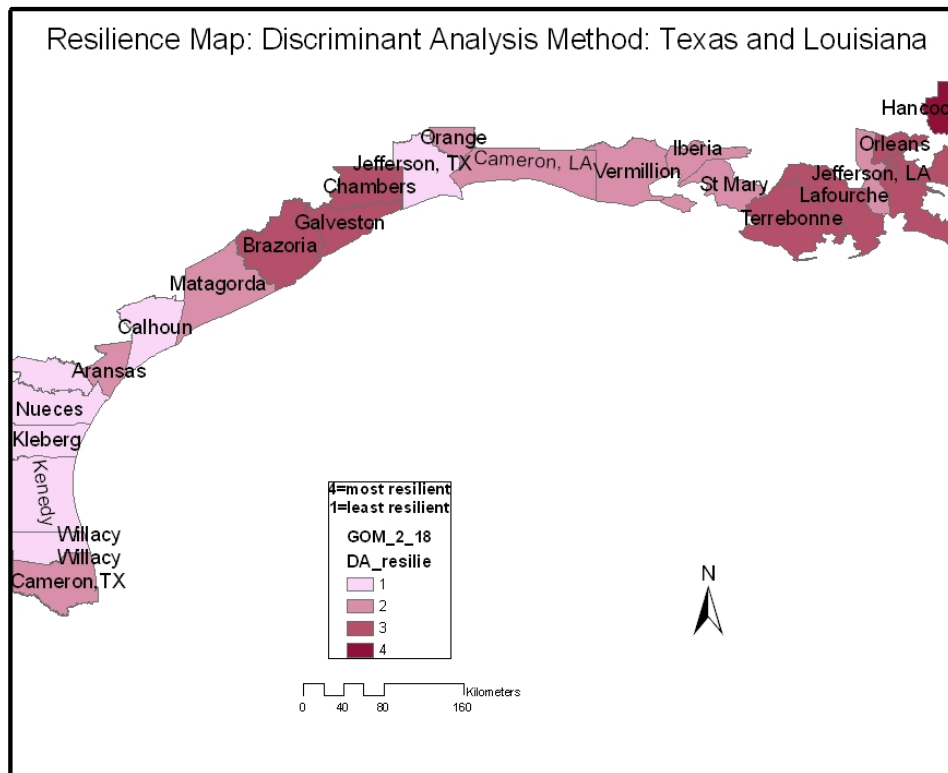 Resilience Map: Discriminant Analysis Method: Texas and Louisiana
Hancoc
Orange
Orleans
Iberia
Jefferson, TX
Cameron, LA
Vermillion
Jefferson, LA
Chambers
St Mary
Lafourche
Galveston
Terrebonne
Brazoria
Matagorda
Calhoun
Aransas
Nueces
Kleberg
Kenedy
Willacy
Willacy
Cameron,TX
4=most resilient
1=least resilient
GOM_2_18
DA_resilie
1
2
3
4
N
Kilometers
0 40 80 160